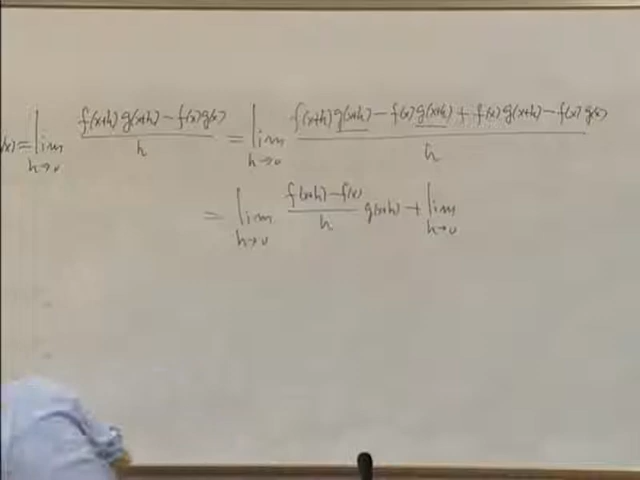 (x) = lim h→0 f(x+h)g(x+h) − f(x)g(x) / h = lim h→0 f(x+h)g(x+h) − f(x)g(x+h) + f(x)g(x+h) − f(x)g(x) / h
= lim h→0 f(x+h) − f(x) / h g(x+h) + lim h→0